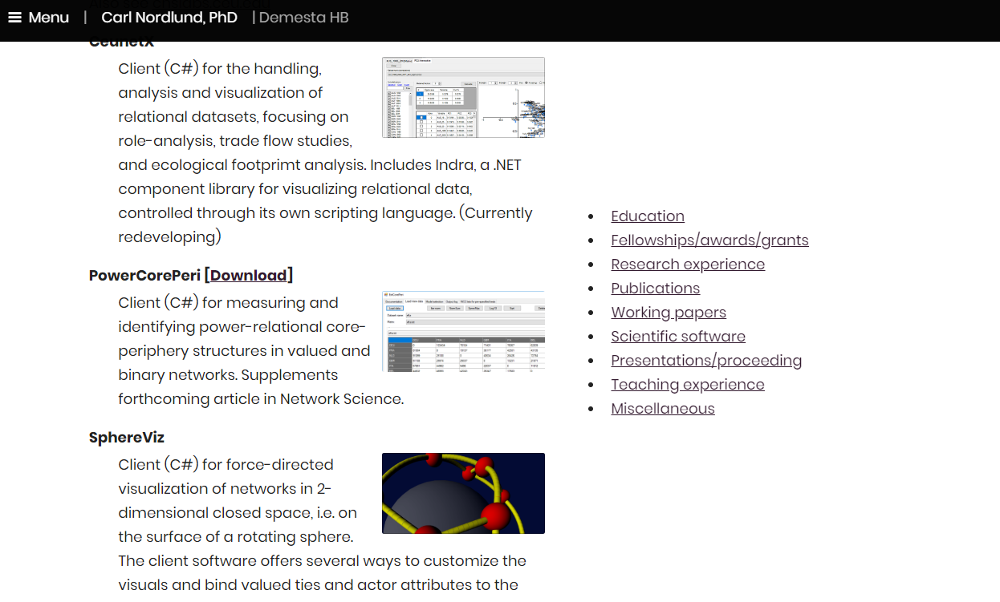 Menu | Carl Nordlund, PhD | Demesta HB
CednetX
Client (C#) for the handling,
analysis and visualization of
relational datasets, focusing on
role-analysis, trade flow studies,
and ecological footprimt analysis. Includes Indra, a .NET
component library for visualizing relational data,
controlled through its own scripting language. (Currently
redeveloping)
PowerCorePeri [Download]
Client (C#) for measuring and
identifying power-relational core-
periphery structures in valued and
binary networks. Supplements
forthcoming article in Network Science.
SphereViz
Client (C#) for force-directed
visualization of networks in 2-
dimensional closed space, i.e. on
the surface of a rotating sphere.
The client software offers several ways to customize the
visuals and bind valued ties and actor attributes to the
Education
Fellowships/awards/grants
Research experience
Publications
Working papers
Scientific software
Presentations/proceeding
Teaching experience
Miscellaneous